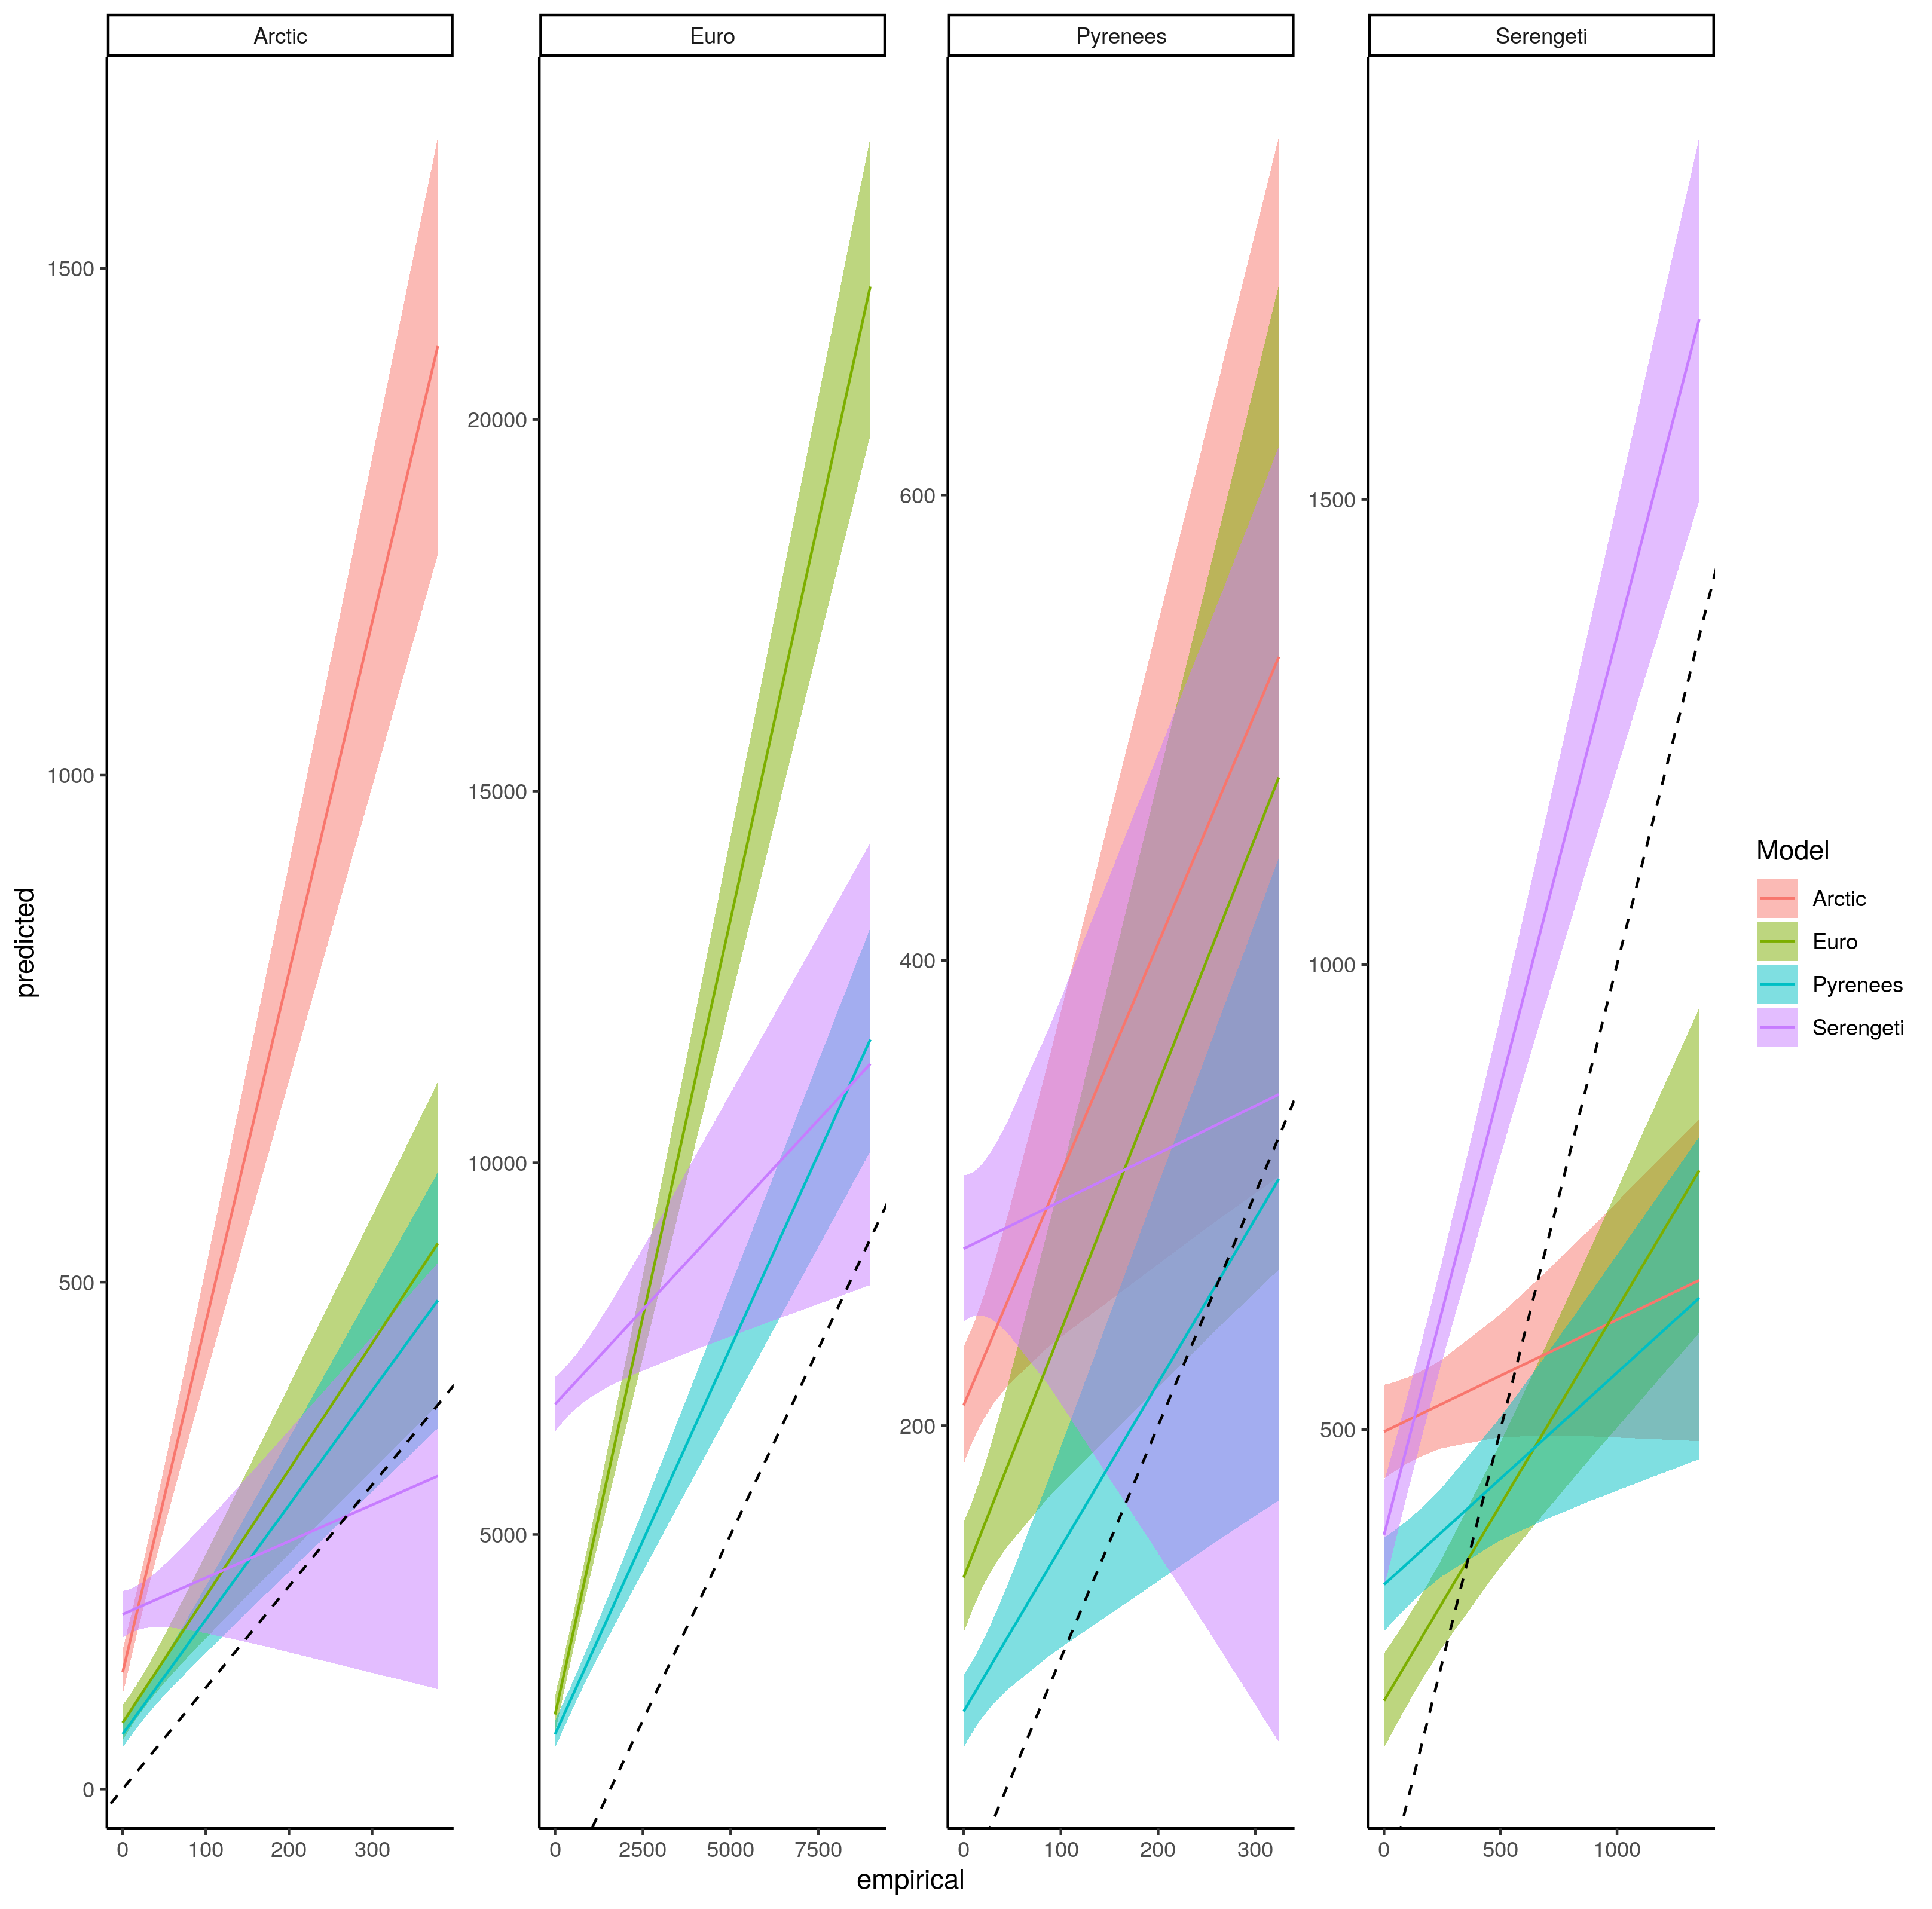 Arctic Euro Pyrenees Serengeti
1500
1000
500
0
20000
15000
10000
5000
600
400
200
1500
1000
500
0 100 200 300
0 2500 5000 7500
0 100 200 300
0 500 1000
predicted
empirical
Model
Arctic
Euro
Pyrenees
Serengeti